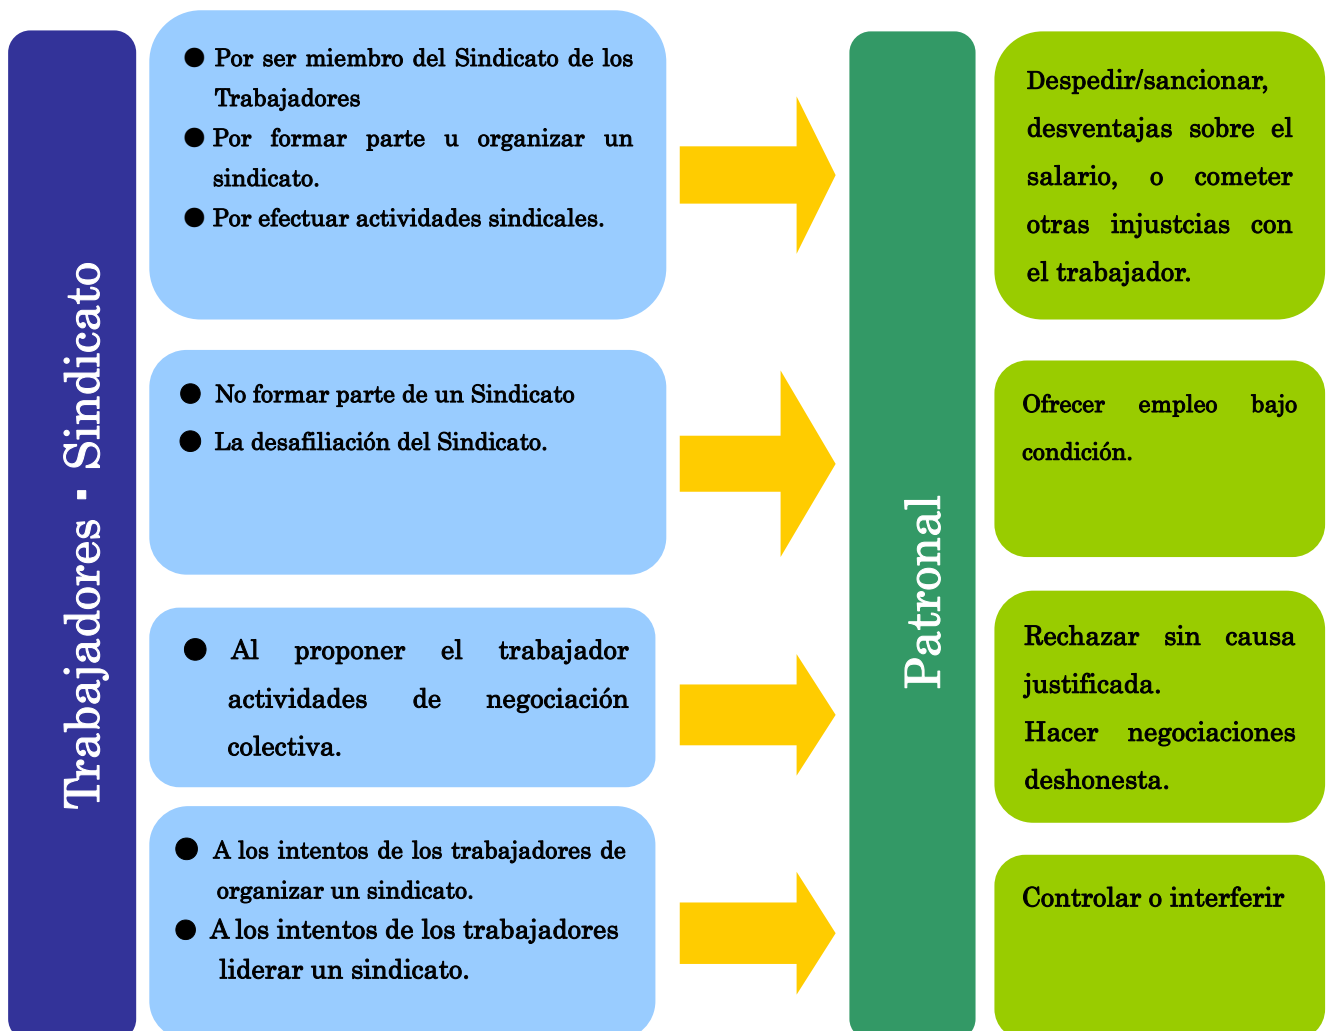 Trabajadores・Sindicato
● Por ser miembro del Sindicato de los
Trabajadores
● Por formar parte u organizar un
sindicato.
● Por efectuar actividades sindicales.
● No formar parte de un Sindicato
● La desafiliación del Sindicato.
● Al proponer el trabajador
actividades de negociación
colectiva.
● A los intentos de los trabajadores de
organizar un sindicato.
● A los intentos de los trabajadores
liderar un sindicato.
Patronal
Despedir/sancionar,
desventajas sobre el
salario, o cometer
otras injustcias con
el trabajador.
Ofrecer empleo bajo
condición.
Rechazar sin causa
justificada.
Hacer negociaciones
deshonesta.
Controlar o interferir